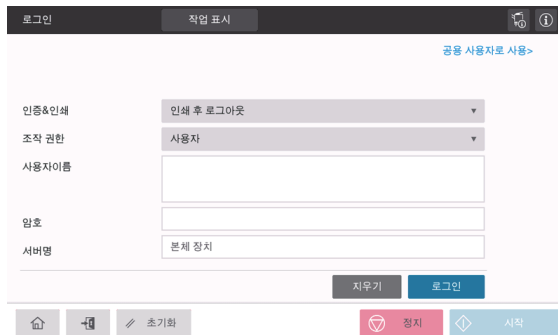 로그인
작업 표시
공용 사용자로 사용>
인증&인쇄
인쇄 후 로그아웃
조작 권한
사용자
사용자이름
암호
서버명
본체 장치
지우기
로그인
초기화
정지
시작